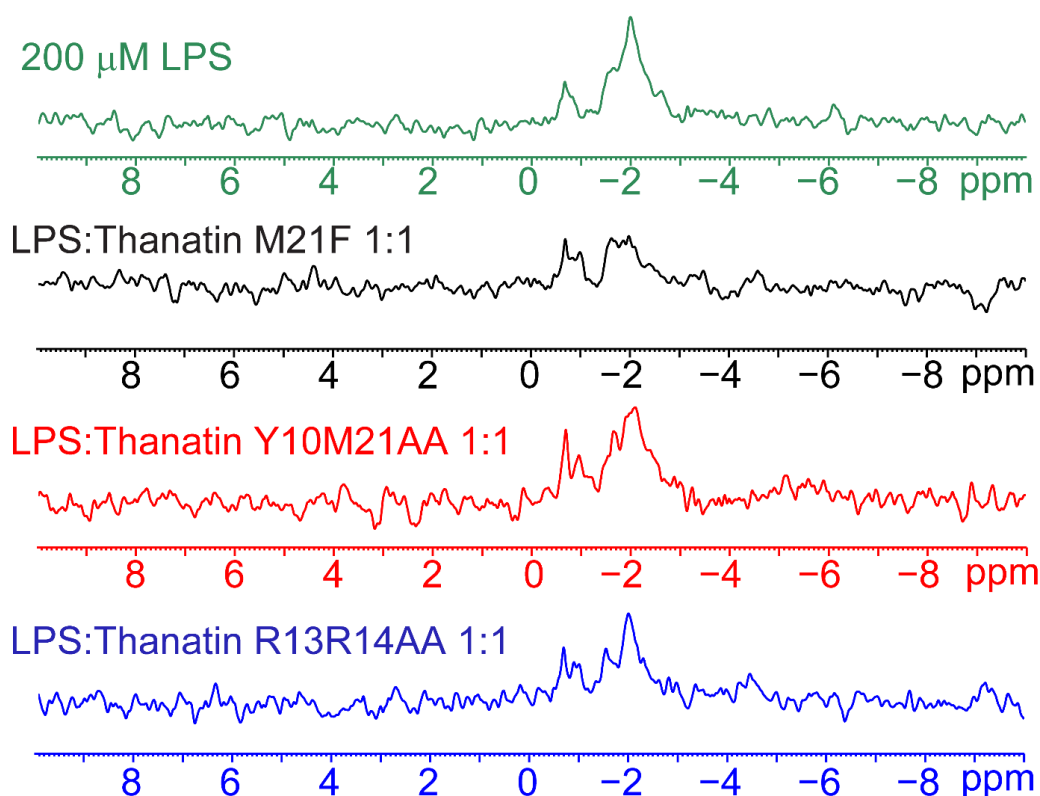 200 μM LPS
8 6 4 2 0 −2 −4 −6 −8 ppm
LPS:Thanatin M21F 1:1
8 6 4 2 0 −2 −4 −6 −8 ppm
LPS:Thanatin Y10M21AA 1:1
8 6 4 2 0 −2 −4 −6 −8 ppm
LPS:Thanatin R13R14AA 1:1
8 6 4 2 0 −2 −4 −6 −8 ppm